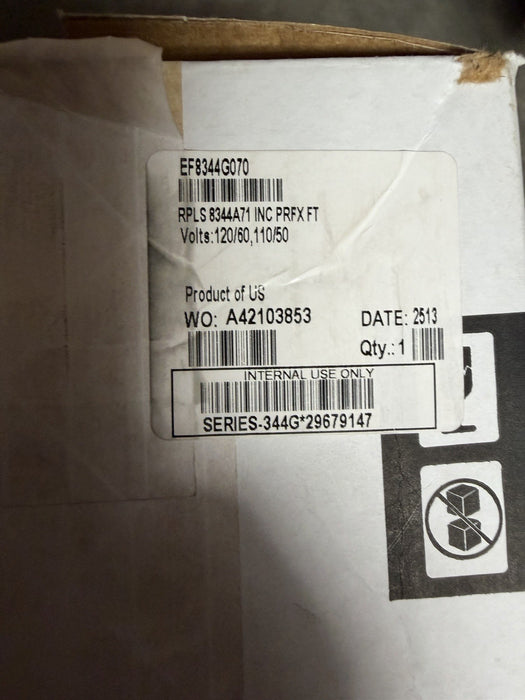 EF8344G070
RPLS 8344A71 INC PRFX FT
Volts:120/60,110/50
Product of US
WO: A42103853
DATE: 2513
Qty.: 1
INTERNAL USE ONLY
SERIES-344G*29679147